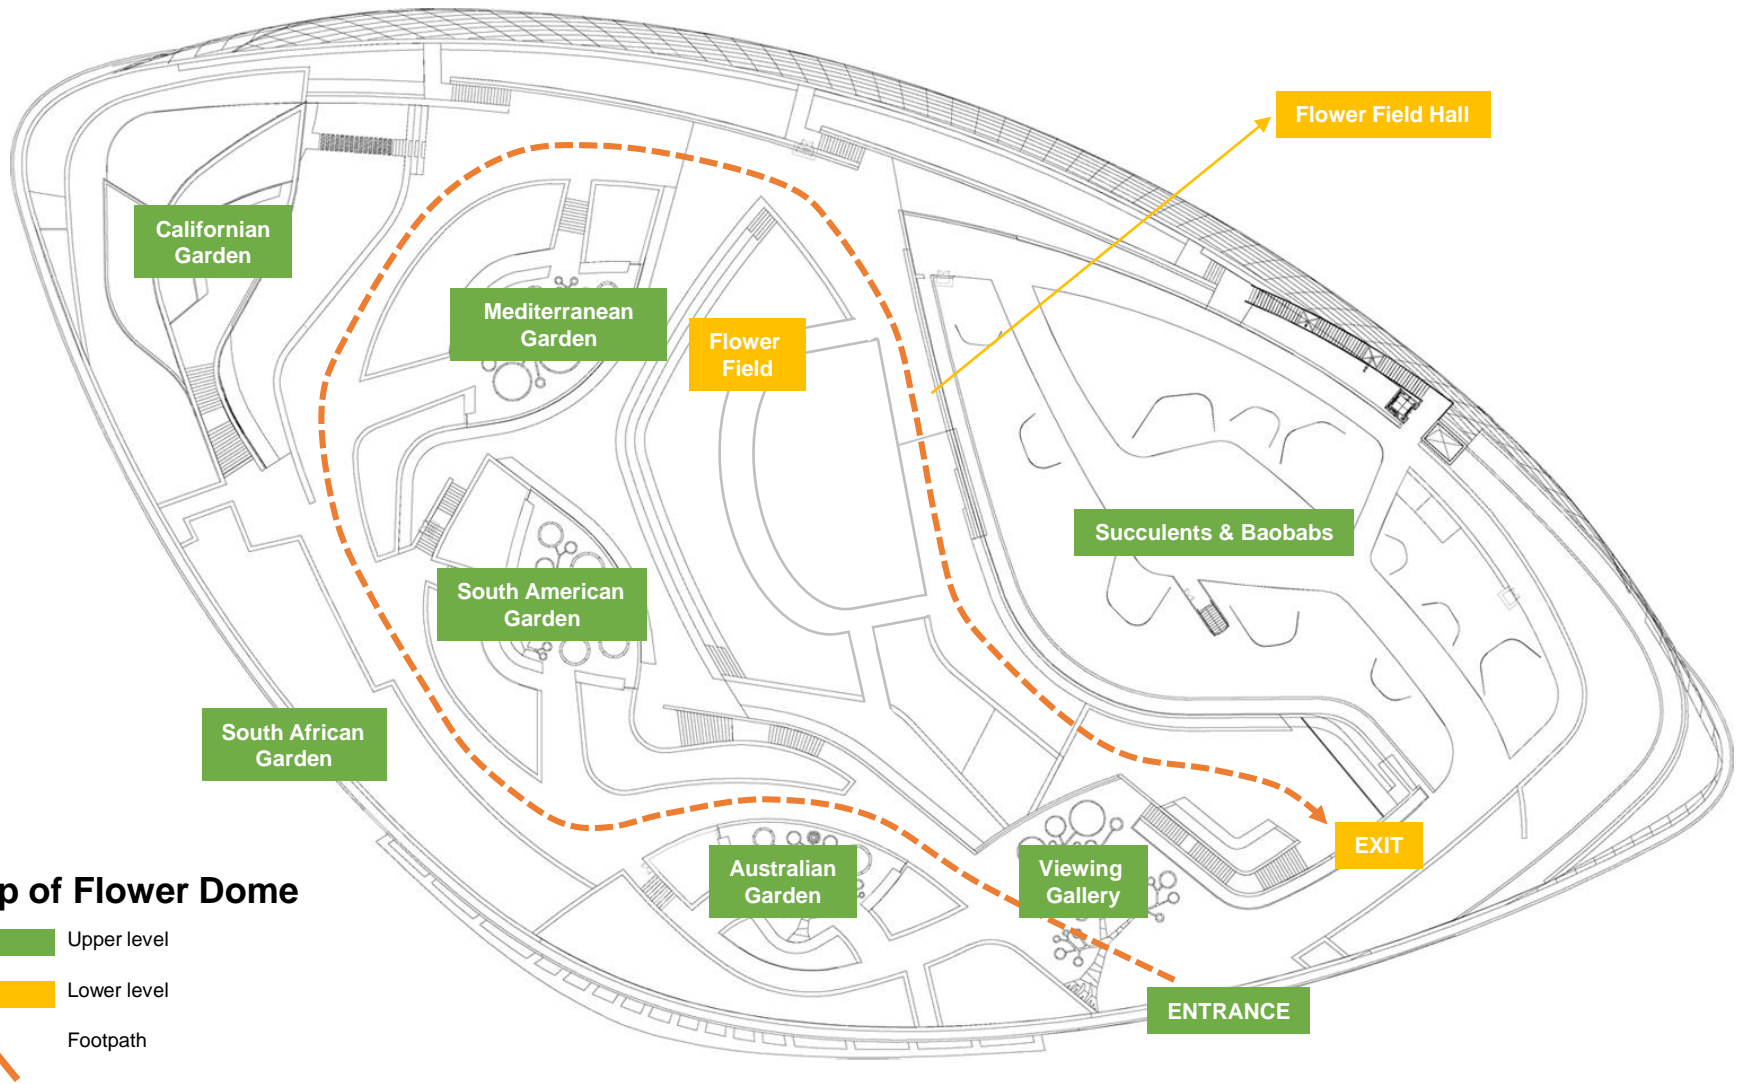 Flower Field Hall
Californian
Garden
Mediterranean
Garden
Flower
Field
Succulents & Baobabs
South American
Garden
South African
Garden
Australian
Garden
Viewing
Gallery
EXIT
ENTRANCE
p of Flower Dome
Upper level
Lower level
Footpath